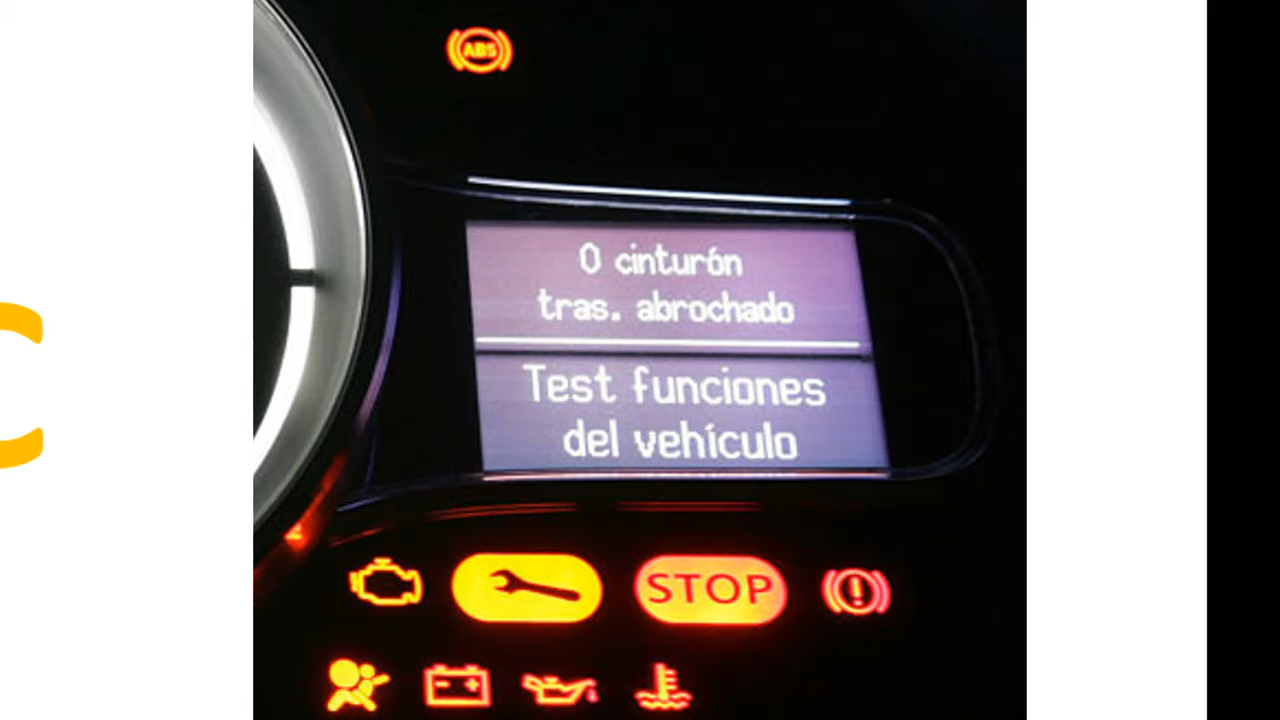 ABS
0 cinturón
tras. abrochado
Test funciones
del vehículo
STOP